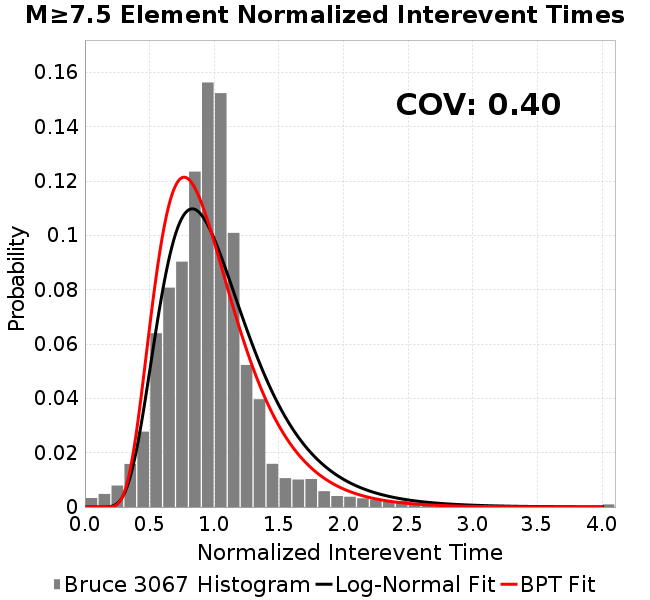 M≥7.5 Element Normalized Interevent Times
COV: 0.40
Probability
0.16
0.14
0.12
0.1
0.08
0.06
0.04
0.02
0
0.0 0.5 1.0 1.5 2.0 2.5 3.0 3.5 4.0
Normalized Interevent Time
Bruce 3067 Histogram Log-Normal Fit BPT Fit